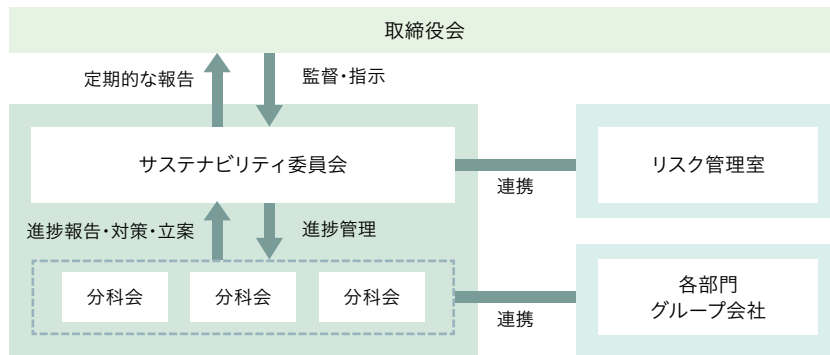 取締役会
定期的な報告
監督・指示
サステナビリティ委員会
連携
リスク管理室
進捗報告・対策・立案
進捗管理
分科会
分科会
分科会
連携
各部門
グループ会社